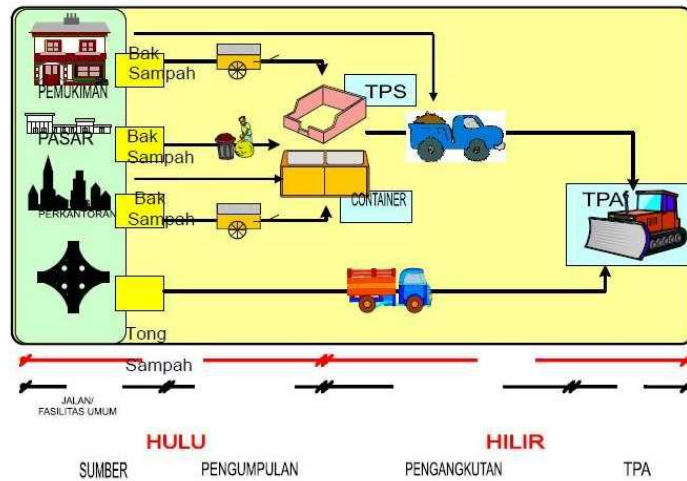 Bak
Sampah
PEMUKIMAN
TPS
PASAR
Bak
Sampah
PERKANTORAN
Bak
Sampah
CONTAINER
TPA
Tong
Sampah
JALAN/
FASILITAS UMUM
HULU
HILIR
SUMBER
PENGUMPULAN
PENGANGKUTAN
TPA